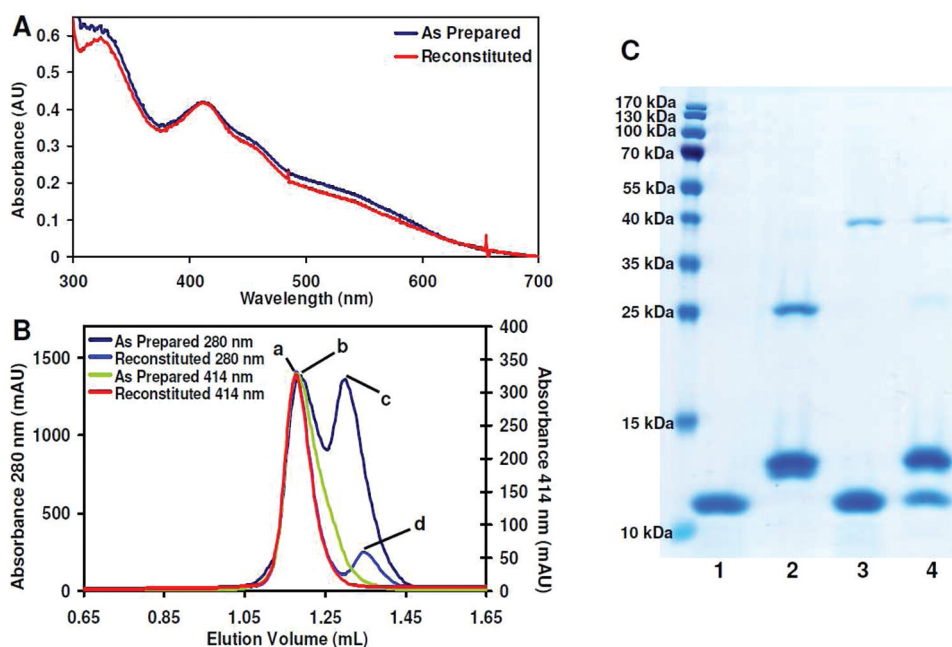 A
0.6
0.5
0.4
0.3
0.2
0.1
0
Absorbance (AU)
As Prepared
Reconstituted
300
400
500
600
700
Wavelength (nm)
B
As Prepared 280 nm
Reconstituted 280 nm
As Prepared 414 nm
Reconstituted 414 nm
a
b
c
d
1500
1000
500
0
Absorbance 280 nm (mAU)
400
350
300
250
200
150
100
50
0
Absorbance 414 nm (mAU)
0.65
0.85
1.05
1.25
1.45
1.65
Elution Volume (mL)
C
170 kDa
130 kDa
100 kDa
70 kDa
55 kDa
40 kDa
35 kDa
25 kDa
15 kDa
10 kDa
1 2 3 4